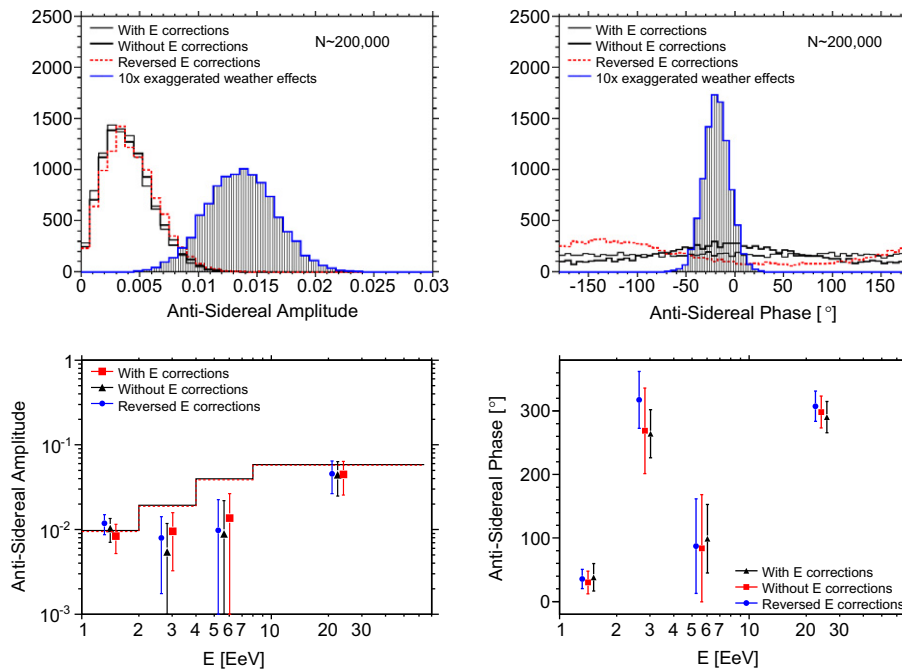 With E corrections
Without E corrections
Reversed E corrections
10x exaggerated weather effects
N~200,000
2500
2000
1500
1000
500
0
0 0.005 0.01 0.015 0.02 0.025 0.03
Anti-Sidereal Amplitude
With E corrections
Without E corrections
Reversed E corrections
10x exaggerated weather effects
N~200,000
2500
2000
1500
1000
500
0
-150 -100 -50 0 50 100 150
Anti-Sidereal Phase [°]
With E corrections
Without E corrections
Reversed E corrections
Anti-Sidereal Amplitude
1
10-1
10-2
10-3
1 2 3 4 5 6 7 10 20 30
E [EeV]
Anti-Sidereal Phase [°]
300
200
100
0
With E corrections
Without E corrections
Reversed E corrections
1 2 3 4 5 6 7 10 20 30
E [EeV]